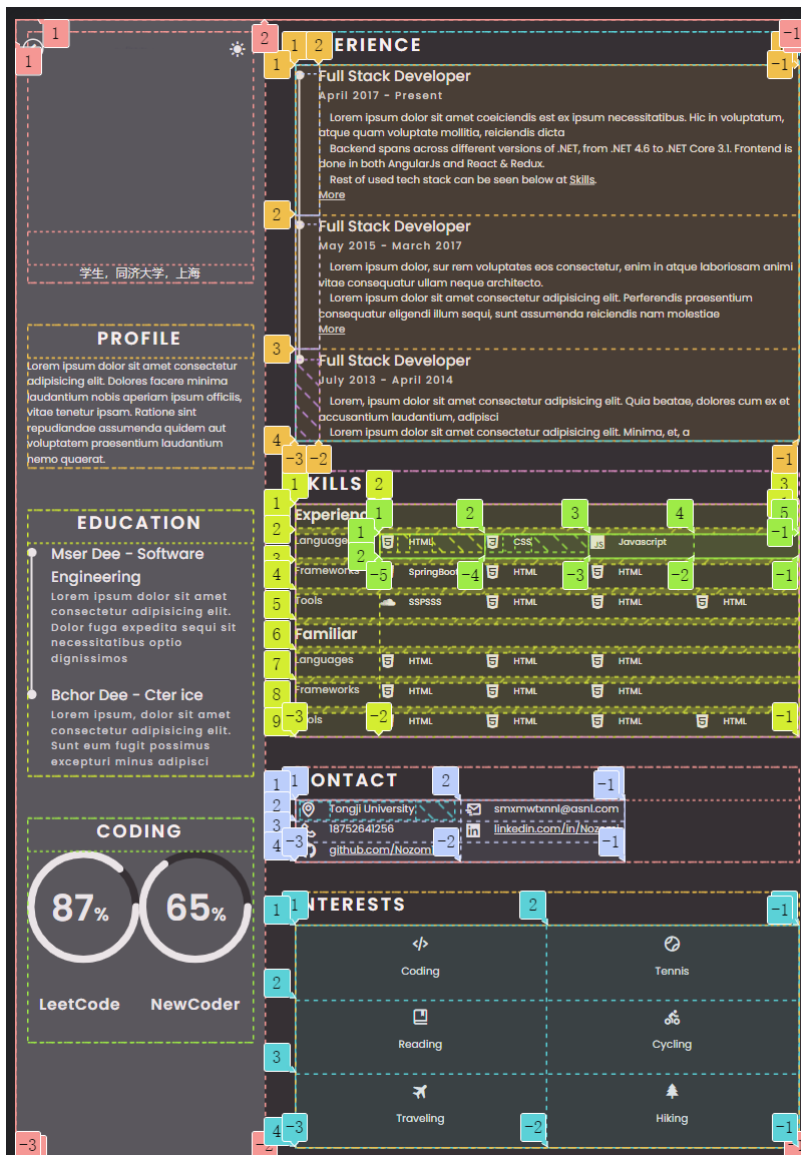 学生，同济大学，上海
PROFILE
Lorem ipsum dolor sit amet consectetur
adipisicing elit. Dolores facere minima
laudantium nobis aperiam ipsum officiis,
vitae tenetur ipsam. Ratione sint
repudiandae assumenda quidem aut
voluptatem praesentium laudantium
nemo quaerat.
EDUCATION
Mser Dee - Software
Engineering
Lorem ipsum dolor sit amet
consectetur adipisicing elit.
Dolor fuga expedita sequi sit
necessitatibus optio
dignissimos
Bchor Dee - Cter ice
Lorem ipsum, dolor sit amet
consectetur adipisicing elit.
Sunt eum fugit possimus
excepturi minus adipisci
CODING
87%
65%
LeetCode
NewCoder
ERIENCE
Full Stack Developer
April 2017 - Present
Lorem ipsum dolor sit amet coeiciendis est ex ipsum necessitatibus. Hic in voluptatum,
atque quam voluptate mollitia, reiciendis dicta
Backend spans across different versions of .NET, from .NET 4.6 to .NET Core 3.1. Frontend is
done in both AngularJs and React & Redux.
Rest of used tech stack can be seen below at Skills.
More
Full Stack Developer
May 2015 - March 2017
Lorem ipsum dolor, sur rem voluptates eos consectetur, enim in atque laboriosam animi
vitae consequatur ullam neque architecto.
Lorem ipsum dolor sit amet consectetur adipisicing elit. Perferendis praesentium
consequatur eligendi illum sequi, sunt assumenda reiciendis nam molestiae
More
Full Stack Developer
July 2013 - April 2014
Lorem, ipsum dolor sit amet consectetur adipisicing elit. Quia beatae, dolores cum ex et
accusantium laudantium, adipisci
Lorem ipsum dolor sit amet consectetur adipisicing elit. Minima, et, a
KILLS
Experienc
Language HTML CSS JS Javascript
Frameworks SpringBoot HTML HTML
Tools SSPSSS HTML HTML HTML
Familiar
Languages HTML HTML HTML
Frameworks HTML HTML HTML
ols HTML HTML HTML HTML
ONTACT
Tongji University smxmwtxnnl@asnl.com
18752641256 linkedin.com/in/Nozom
github.com/Nozom
NTERESTS
Coding Tennis
Reading Cycling
Traveling Hiking